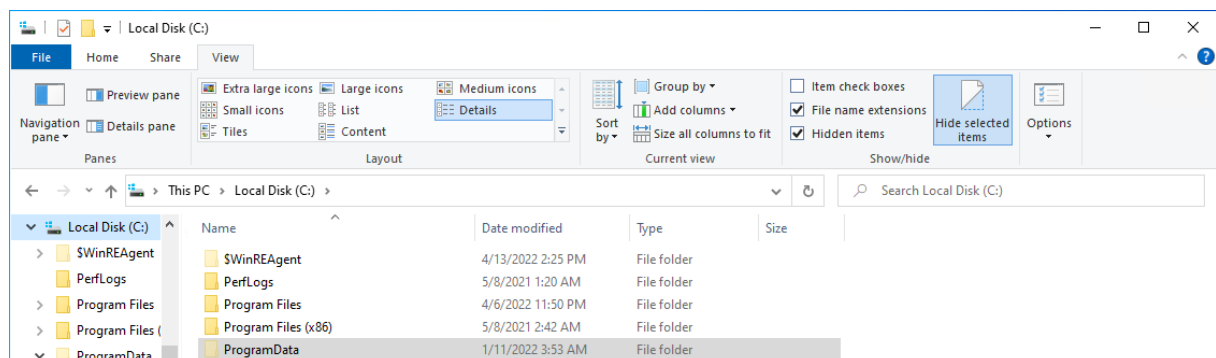 Local Disk (C:)
File Home Share View
Preview pane
Navigation pane
Details pane
Panes
Extra large icons Large icons Medium icons
Small icons List Details
Tiles Content
Layout
Sort by
Group by
Add columns
Size all columns to fit
Current view
Item check boxes
File name extensions
Hidden items
Hide selected items
Show/hide
Options
This PC > Local Disk (C:) >
Search Local Disk (C:)
Local Disk (C:)
$WinREAgent
PerfLogs
Program Files
Program Files (
ProgramData
Name Date modified Type Size
$WinREAgent 4/13/2022 2:25 PM File folder
PerfLogs 5/8/2021 1:20 AM File folder
Program Files 4/6/2022 11:50 PM File folder
Program Files (x86) 5/8/2021 2:42 AM File folder
ProgramData 1/11/2022 3:53 AM File folder